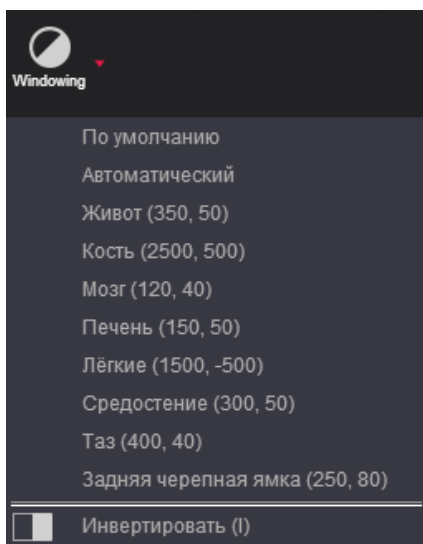 Windowing
По умолчанию
Автоматический
Живот (350, 50)
Кость (2500, 500)
Мозг (120, 40)
Печень (150, 50)
Лёгкие (1500, -500)
Средостение (300, 50)
Таз (400, 40)
Задняя черепная ямка (250, 80)
Инвертировать (I)